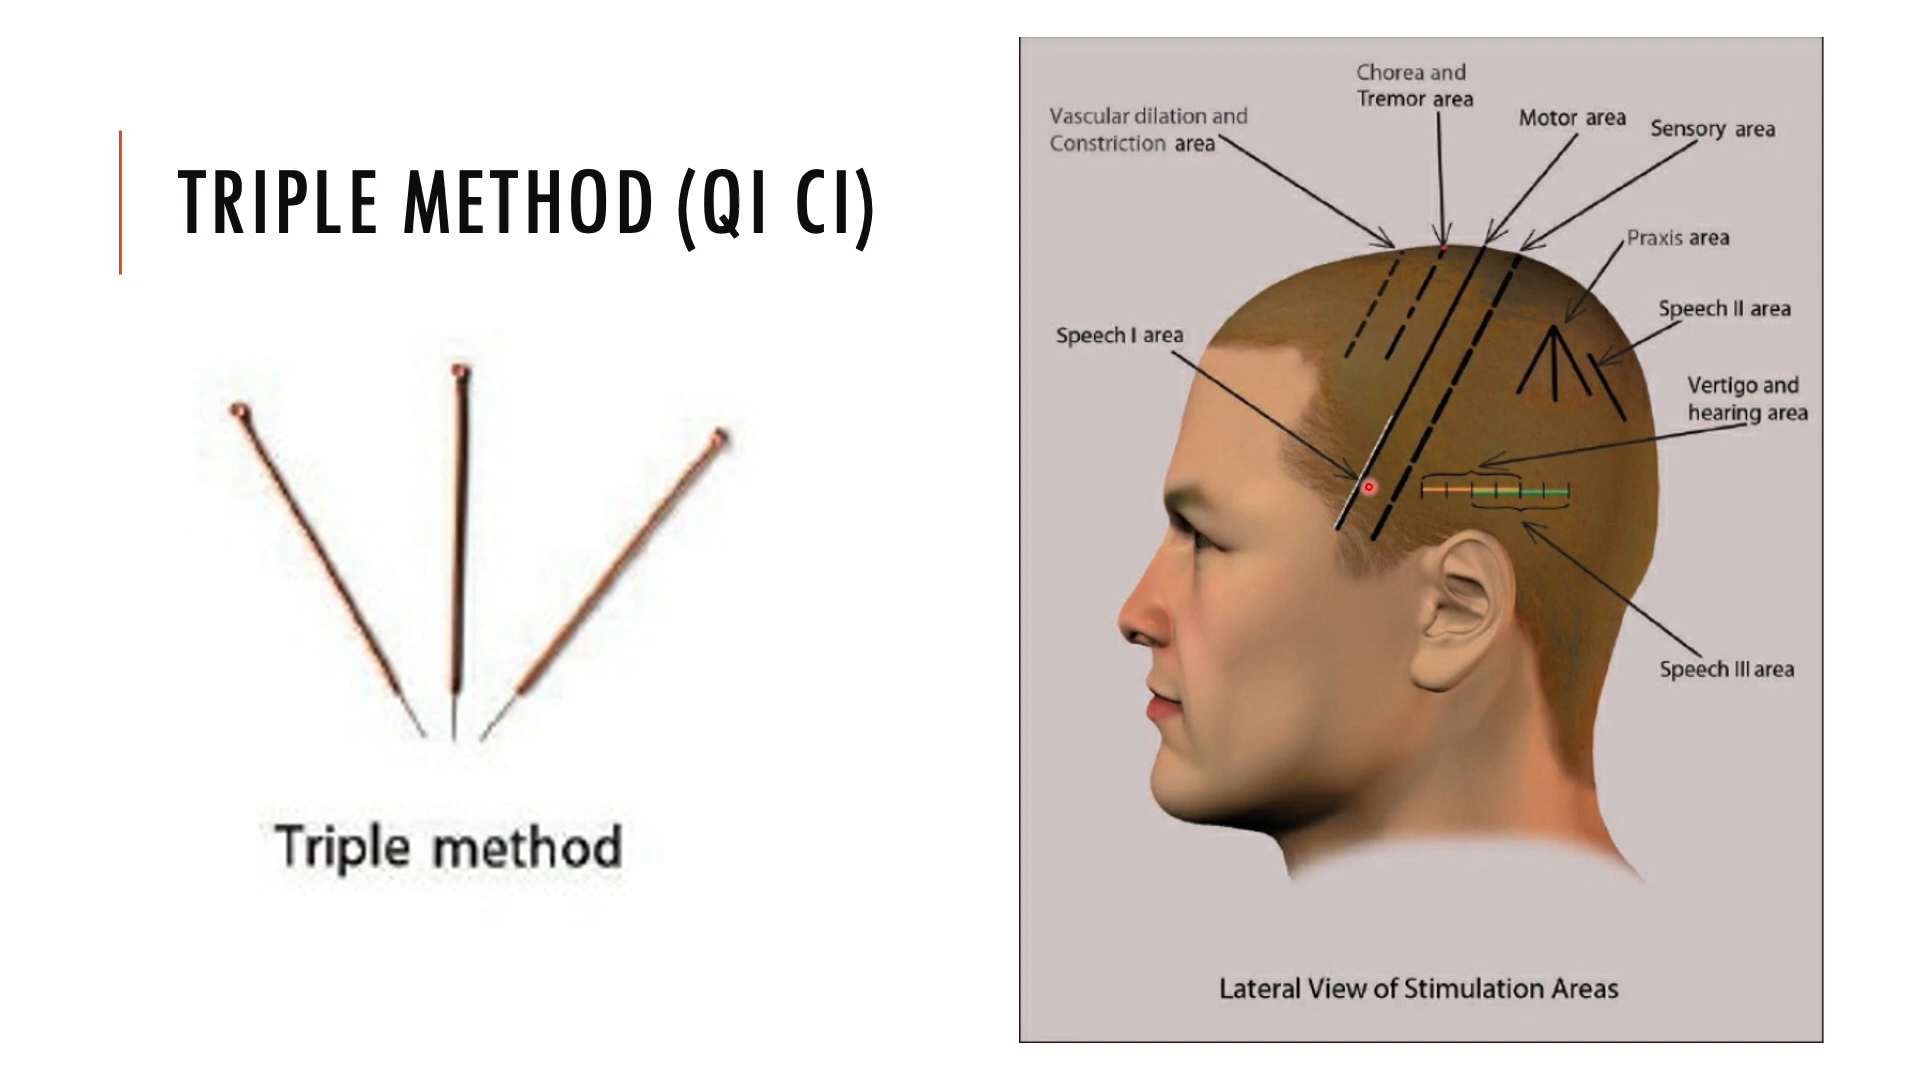 TRIPLE METHOD (QI CI)
Triple method
Chorea and
Tremor area
Vascular dilation and
Constriction area
Motor area
Sensory area
Praxis area
Speech I area
Speech II area
Vertigo and
hearing area
Speech III area
Lateral View of Stimulation Areas